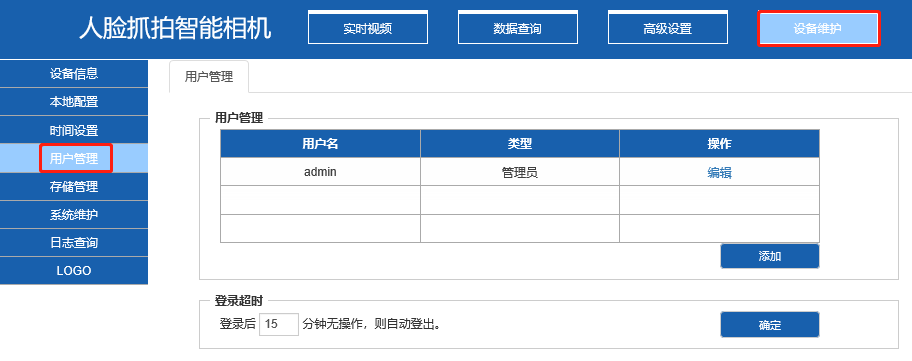 人脸抓拍智能相机 实时视频 数据查询 高级设置 设备维护
设备信息
本地配置
时间设置
用户管理
存储管理
系统维护
日志查询
LOGO
用户管理
用户管理
用户名 类型 操作
admin 管理员 编辑
添加
登录超时
登录后 15 分钟无操作，则自动登出。 确定